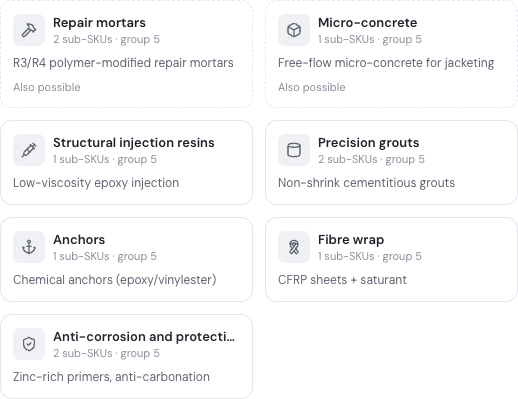 Repair mortars
2 sub-SKUs · group 5
R3/R4 polymer-modified repair mortars
Also possible
Micro-concrete
1 sub-SKUs · group 5
Free-flow micro-concrete for jacketing
Also possible
Structural injection resins
1 sub-SKUs · group 5
Low-viscosity epoxy injection
Precision grouts
2 sub-SKUs · group 5
Non-shrink cementitious grouts
Anchors
1 sub-SKUs · group 5
Chemical anchors (epoxy/vinylester)
Fibre wrap
1 sub-SKUs · group 5
CFRP sheets + saturant
Anti-corrosion and protecti...
2 sub-SKUs · group 5
Zinc-rich primers, anti-carbonation